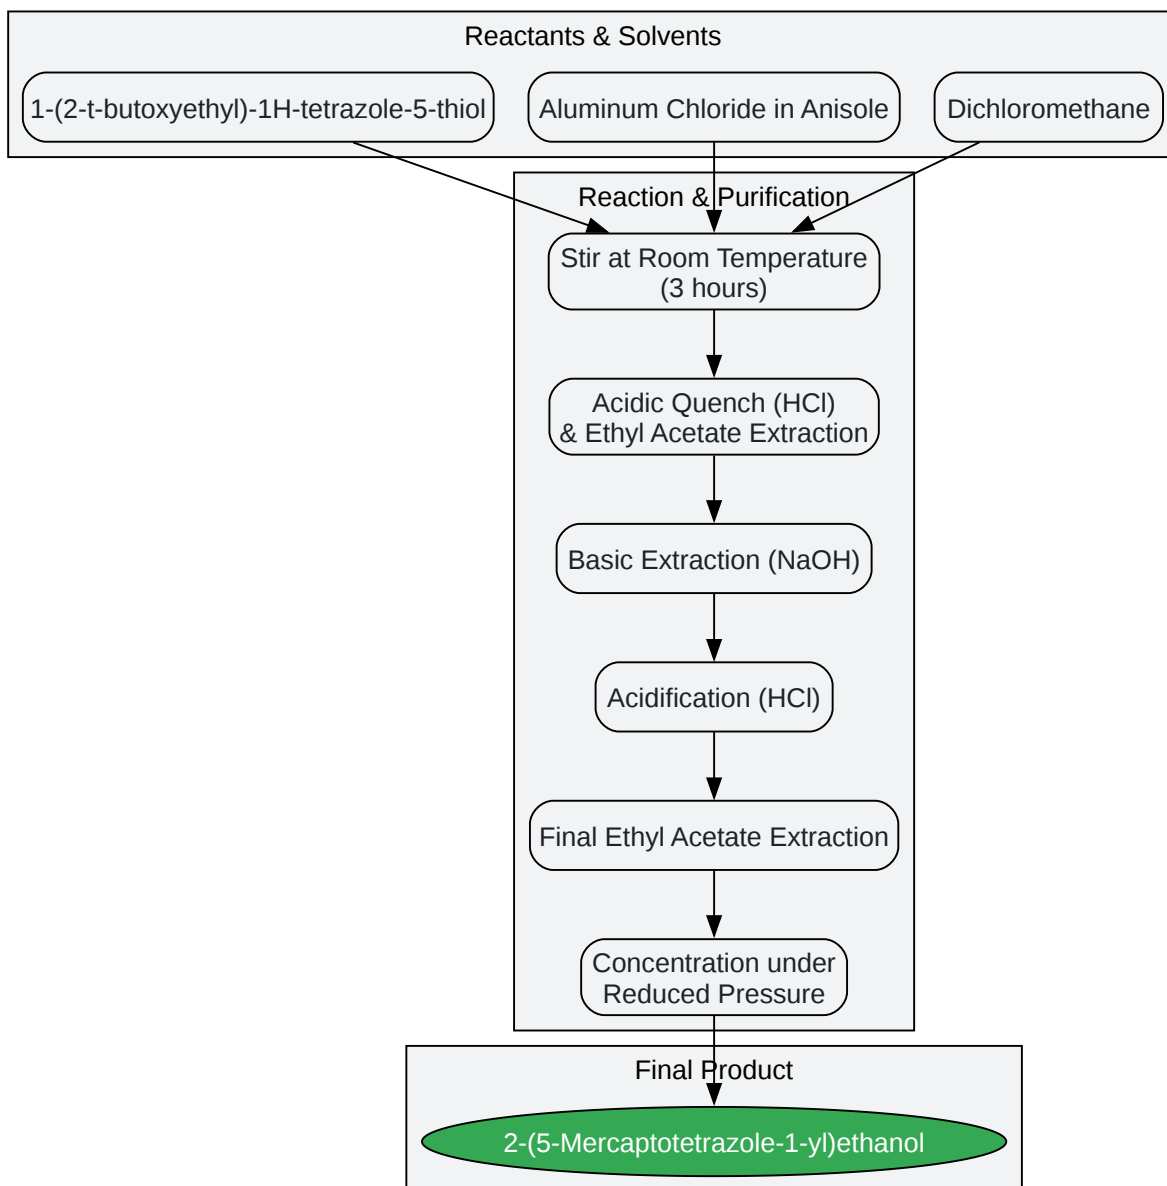 Reactants & Solvents
1-(2-t-butoxyethyl)-1H-tetrazole-5-thiol
Aluminum Chloride in Anisole
Dichloromethane
Reaction & Purification
Stir at Room Temperature
(3 hours)
Acidic Quench (HCl)
& Ethyl Acetate Extraction
Basic Extraction (NaOH)
Acidification (HCl)
Final Ethyl Acetate Extraction
Concentration under
Reduced Pressure
Final Product
2-(5-Mercaptotetrazole-1-yl)ethanol